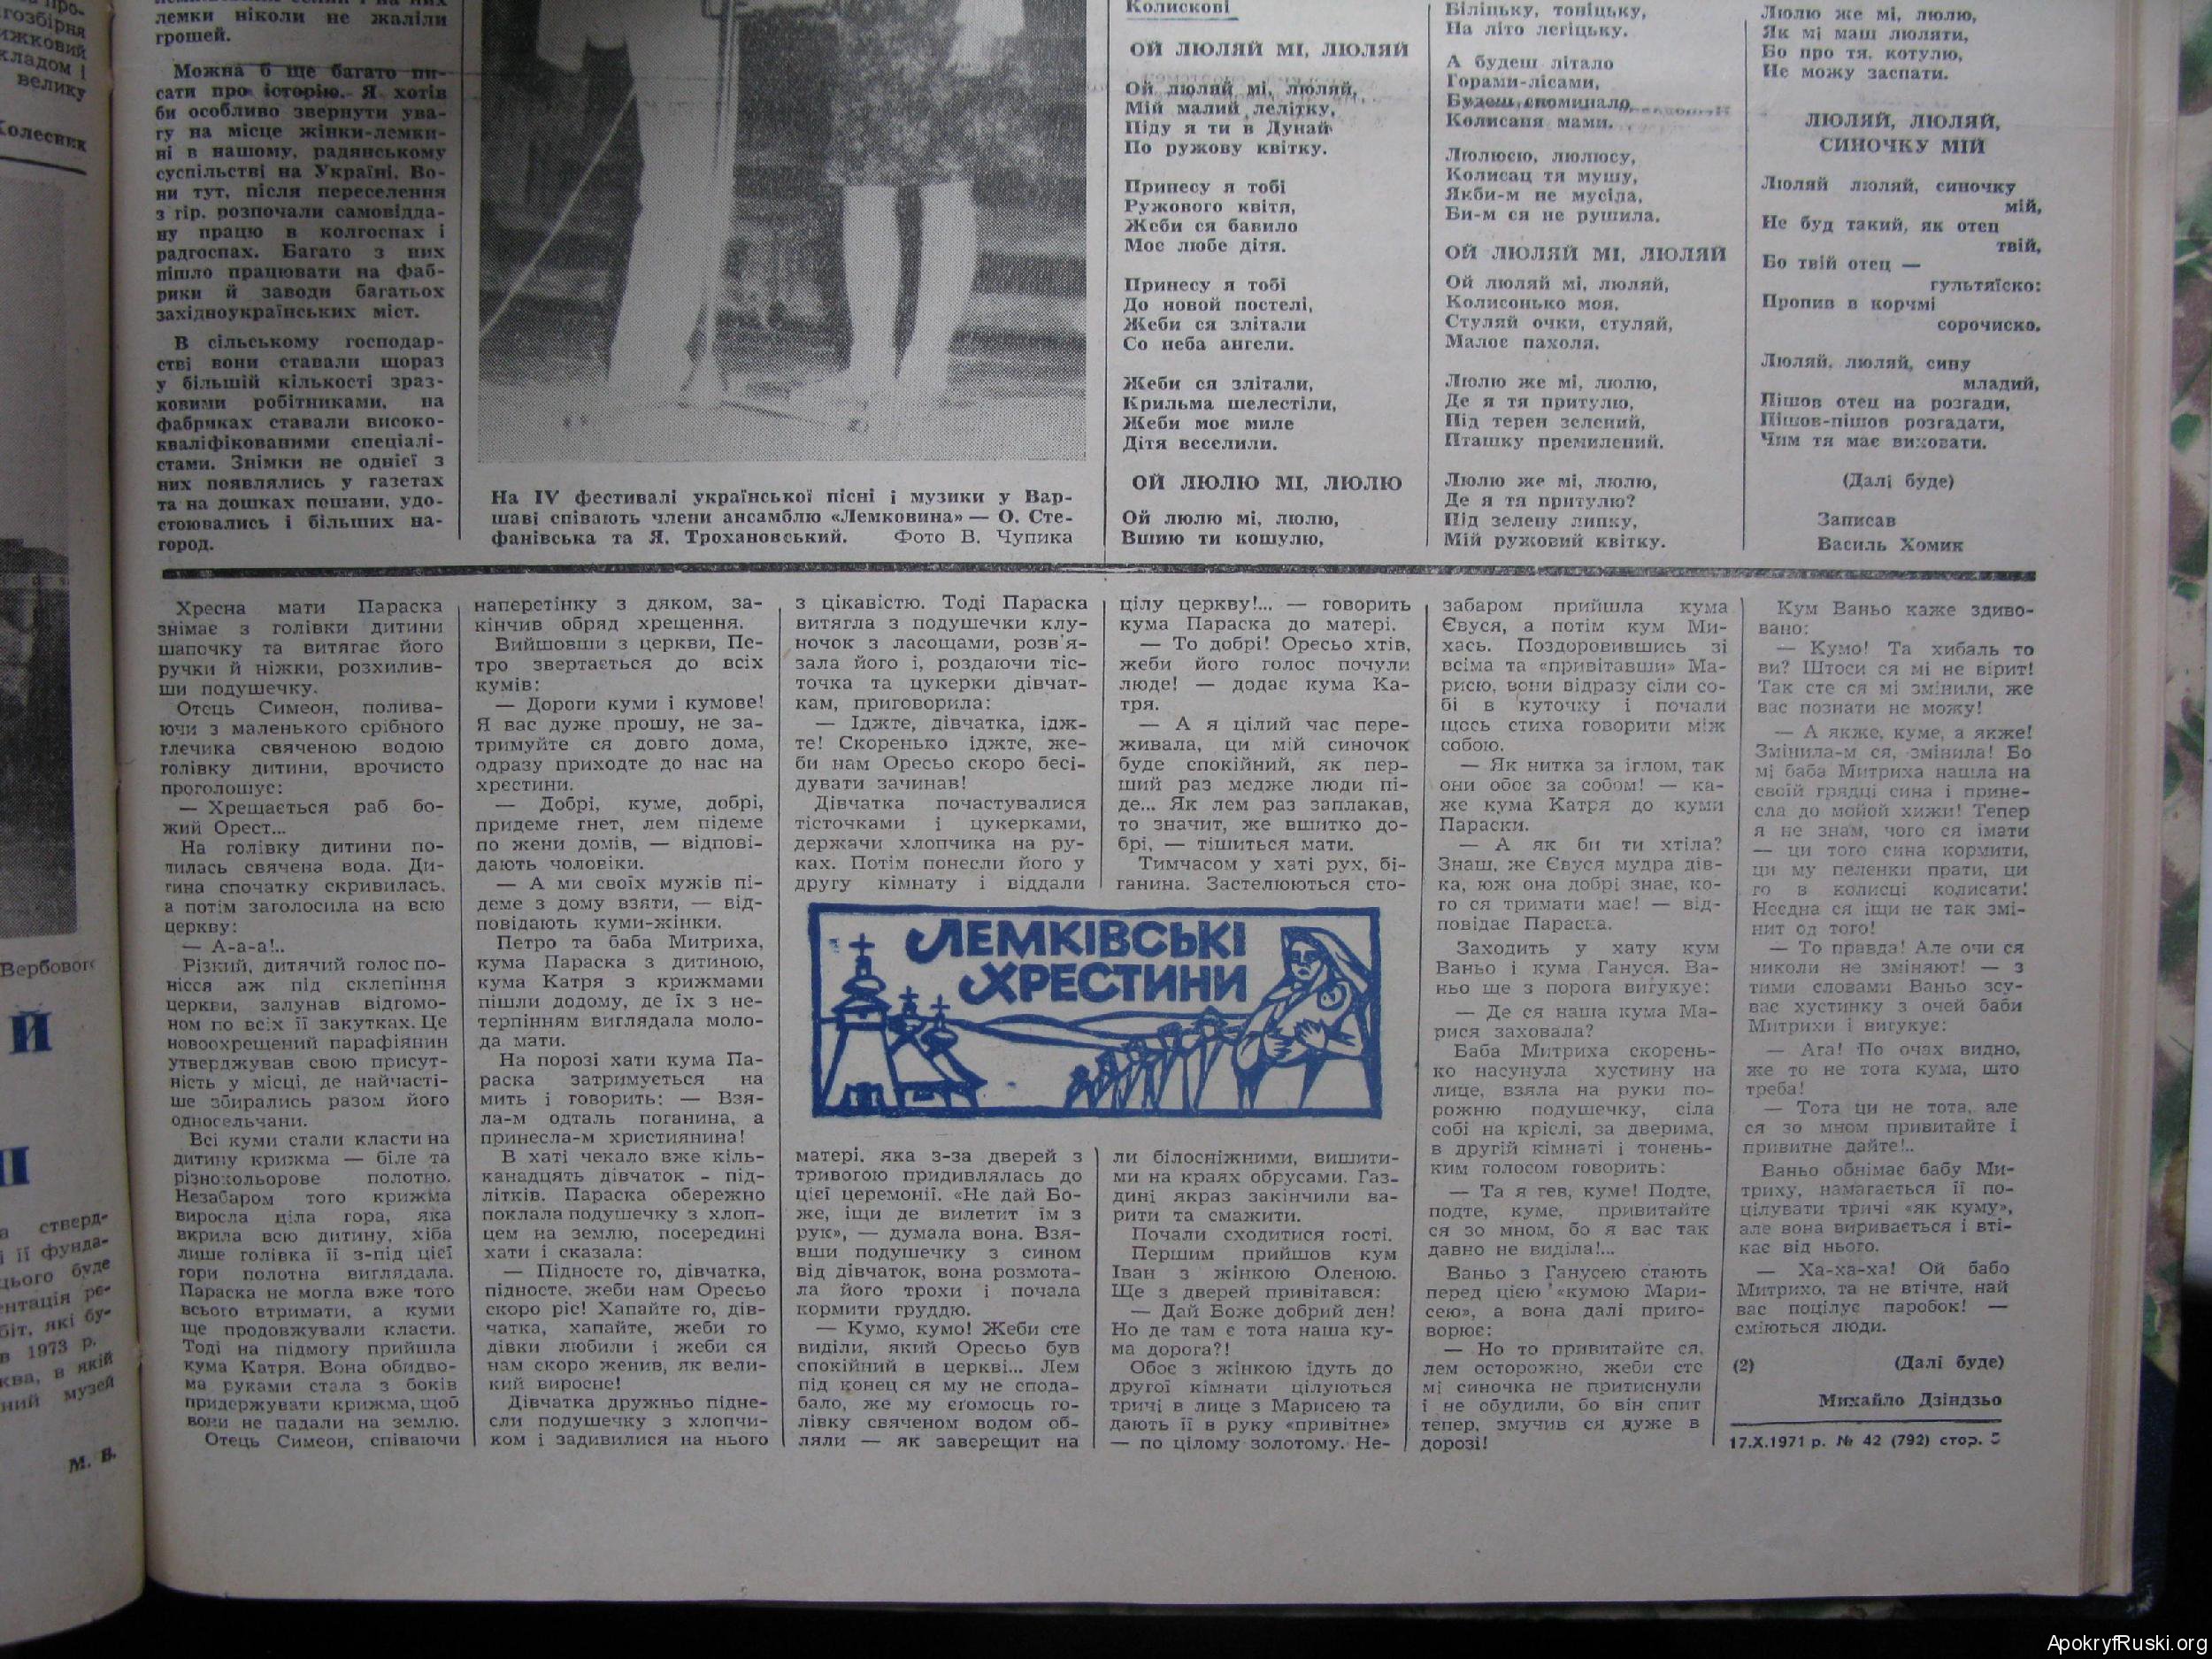 лемки ніколи не жаліли
грошей.
Можна б ще багато пи-
сати про історію. Я хотів
би особливо звернути ува-
гу на місце жінки-лемки-
ні в нашому, радянському
суспільстві на Україні. Во-
ни тут, після переселення
з гір, розпочали самовідда-
ну працю в колгоспах і
радгоспах. Багато з них
пішло працювати на фаб-
рики й заводи багатьох
західноукраїнських міст.
В сільському господар-
стві вони ставали щораз
у більшій кількості зраз-
ковими робітниками, на
фабриках ставали високо-
кваліфікованими спеціалі-
стами. Знімки не однієї з
них появлялись у газетах
та на дошках пошани, удо-
стоювались і більших на-
город.
На IV фестивалі української пісні і музики у Вар-
шаві співають члени ансамблю «Лемковина» — О. Сте-
фанівська та Я. Трохановський. Фото В. Чупика
Колискові
ОЙ ЛЮЛЯЙ МІ, ЛЮЛЯЙ
Ой люляй мі, люляй,
Мій малий лелітку,
Піду я ти в Дунай
По ружову квітку.
Принесу я тобі
Ружового квітя,
Жеби ся бавило
Моє любе дітя.
Принесу я тобі
До новой постелі,
Жеби ся злітали
Со неба ангели.
Жеби ся злітали,
Крильма шелестіли,
Жеби моє миле
Дітя веселили.
ОЙ ЛЮЛЮ МІ, ЛЮЛЮ
Ой люлю мі, люлю,
Вшию ти кошулю,
Біліцьку, тоніцьку,
На літо легіцьку.
А будеш літало
Горами-лісами,
Будеш споминало
Колисаня мами.
Люлюсю, люлюсу,
Колисац тя мушу,
Якби-м не мусіла,
Би-м ся не рушила.
ОЙ ЛЮЛЯЙ МІ, ЛЮЛЯЙ
Ой люляй мі, люляй,
Колисонько моя.
Стуляй очки, стуляй,
Малоє пахоля.
Люлю же мі, люлю,
Де я тя притулю,
Під терен зелений,
Пташку премилений.
Люлю же мі, люлю,
Де я тя притулю?
Під зелену липку,
Мій ружовий квітку.
Люлю же мі, люлю,
Як мі маш люляти,
Бо про тя, котулю,
Не можу заспати.
ЛЮЛЯЙ, ЛЮЛЯЙ,
СИНОЧКУ МІЙ
Люляй люляй, синочку
мій,
Не буд такий, як отец
твій,
Бо твій отец —
гультяїско:
Пропив в корчмі
сорочиско.
Люляй, люляй, сину
младий,
Пішов отец на розгади,
Пішов-пішов розгадати,
Чим тя має виховати.
(Далі буде)
Записав
Василь Хомик
Хресна мати Параска
знімає з голівки дитини
шапочку та витягає його
ручки й ніжки, розхилив-
ши подушечку.
Отець Симеон, полива-
ючи з маленького срібного
глечика свяченою водою
голівку дитини, врочисто
проголошує:
— Хрещається раб бо-
жий Орест...
На голівку дитини по-
лилась свячена вода. Ди-
тина спочатку скривилась,
а потім заголосила на всю
церкву:
— А-а-а!..
Різкий, дитячий голос по-
нісся аж під склепіння
церкви, залунав відгомо-
ном по всіх її закутках. Це
новоохрещений парафіянин
утверджував свою присут-
ність у місці, де найчасті-
ше збирались разом його
односельчани.
Всі куми стали класти на
дитину крижма — біле та
різнокольорове полотно.
Незабаром того крижма
виросла ціла гора, яка
вкрила всю дитину, хіба
лише голівка її з-під цієї
гори полотна виглядала.
Параска не могла вже того
всього втримати, а куми
ще продовжували класти.
Тоді на підмогу прийшла
кума Катря. Вона обидво-
ма руками стала з боків
придержувати крижма, щоб
вони не падали на землю.
Отець Симеон, співаючи
наперетінку з дяком, за-
кінчив обряд хрещення.
Вийшовши з церкви, Пе-
тро звертається до всіх
кумів:
— Дороги куми і кумове!
Я вас дуже прошу, не за-
тримуйте ся довго дома,
одразу приходте до нас на
хрестини.
— Добрі, куме, добрі,
придеме гнет, лем підеме
по жени домів, — відпові-
дають чоловіки.
— А ми своїх мужів пі-
деме з дому взяти, — від-
повідають куми-жінки.
Петро та баба Митриха,
кума Параска з дитиною,
кума Катря з крижмами
пішли додому, де їх з не-
терпінням виглядала моло-
да мати.
На порозі хати кума Па-
раска затримується на
мить і говорить: — Взя-
ла-м одталь поганина, а
принесла-м християнина!
В хаті чекало вже кіль-
канадцять дівчаток - під-
літків. Параска обережно
поклала подушечку з хлоп-
цем на землю, посередині
хати і сказала:
— Підносте го, дівчатка,
підносте, жеби нам Оресьо
скоро ріс! Хапайте го, дів-
чатка, хапайте, жеби го
дівки любили і жеби ся
нам скоро женив, як вели-
кий виросне!
Дівчатка дружньо підне-
сли подушечку з хлопчи-
ком і задивилися на нього
з цікавістю. Тоді Параска
витягла з подушечки клу-
ночок з ласощами, розв'я-
зала його і, роздаючи тіс-
точка та цукерки дівчат-
кам, приговорила:
— Їджте, дівчатка, їдж-
те! Скоренько їджте, же-
би нам Оресьо скоро бесі-
дувати зачинав!
Дівчатка почастувалися
тісточками і цукерками,
держачи хлопчика на ру-
ках. Потім понесли його у
другу кімнату і віддали
ЛЕМКІВСЬКІ
ХРЕСТИНИ
матері, яка з-за дверей з
тривогою придивлялась до
цієї церемонії. «Не дай Бо-
же, іщи де вилетит їм з
рук», — думала вона. Взя-
вши подушечку з сином
від дівчаток, вона розмота-
ла його трохи і почала
кормити груддю.
— Кумо, кумо! Жеби сте
виділи, який Оресьо був
спокійний в церкві... Лем
під конец ся му не спода-
бало, же му єгомосць го-
лівку свяченом водом об-
ляли — як заверещит на
цілу церкву!... — говорить
кума Параска до матері.
— То добрі! Оресьо хтів,
жеби його голос почули
люде! — додає кума Ка-
тря.
— А я цілий час пере-
живала, ци мій синочок
буде спокійний, як пер-
ший раз медже люди пі-
де... Як лем раз заплакав,
то значит, же вшитко до-
брі, — тішиться мати.
Тимчасом у хаті рух, бі-
ганина. Застелюються сто-
ли білосніжними, вишити-
ми на краях обрусами. Газ-
дині якраз закінчили ва-
рити та смажити.
Почали сходитися гості.
Першим прийшов кум
Іван з жінкою Оленою.
Ще з дверей привітався:
— Дай Боже добрий ден!
Но де там є тота наша ку-
ма дорога?!
Обоє з жінкою ідуть до
другої кімнати цілуються
тричі в лице з Марисею та
дають її в руку «привітне»
— по цілому золотому. Не-
забаром прийшла кума
Євуся, а потім кум Ми-
хась. Поздоровившись зі
всіма та «привітавши» Ма-
рисю, вони відразу сіли со-
бі в куточку і почали
щось стиха говорити між
собою.
— Як нитка за іглом, так
они обоє за собом! — ка-
же кума Катря до куми
Параски.
— А як би ти хтіла?
Знаш, же Євуся мудра дів-
ка, юж она добрі знає, ко-
го ся тримати має! — від-
повідає Параска.
Заходить у хату кум
Ваньо і кума Гануся. Ва-
ньо ще з порога вигукує:
— Де ся наша кума Ма-
рися заховала?
Баба Митриха скорень-
ко насунула хустину на
лице, взяла на руки по-
рожню подушечку, сіла
собі на кріслі, за дверима,
в другій кімнаті і тонень-
ким голосом говорить:
— Та я гев, куме! Подте,
подте, куме, привитайте
ся зо мном, бо я вас так
давно не виділа!...
Ваньо з Ганусею стають
перед цією «кумою Мари-
сею», а вона далі приго-
ворює:
— Но то привитайте ся,
лем осторожно, жеби сте
мі синочка не притиснули
і не обудили, бо він спит
тепер, змучив ся дуже в
дорозі!
Кум Ваньо каже здиво-
вано:
— Кумо! Та хибаль то
ви? Штоси ся мі не вірит!
Так сте ся мі змінили, же
вас познати не можу!
— А якже, куме, а якже!
Змінила-м ся, змінила! Бо
мі баба Митриха нашла на
своїй грядці сина і прине-
сла до мойой хижи! Тепер
я не знам, чого ся імати
— ци того сина кормити,
ци му пеленки прати, ци
го в колисці колисати!
Неєдна ся іщи не так змі-
нит од того!
— То правда! Але очи ся
николи не зміняют! — з
тими словами Ваньо зсу-
ває хустинку з очей баби
Митрихи і вигукує:
— Ага! По очах видно,
же то не тота кума, што
треба!
— Тота ци не тота, але
ся зо мном привитайте і
привитне дайте!..
Ваньо обнімає бабу Ми-
триху, намагається її по-
цілувати тричі «як куму»,
але вона виривається і вті-
кає від нього.
— Ха-ха-ха! Ой бабо
Митрихо, та не втічте, най
вас поцілує паробок! —
сміються люди.
(2) (Далі буде)
Михайло Дзіндзьо
17.X.1971 р. № 42 (792) стор. 5
розбірня
ижковий
кладом і
велику
Колесник
Вербовог
Й
стверд-
і її фунда-
цього буде
ентація ре-
біт, які бу-
в 1973 р.
ква, в якій
ний музей
М. В.
ApokryfRuski.org